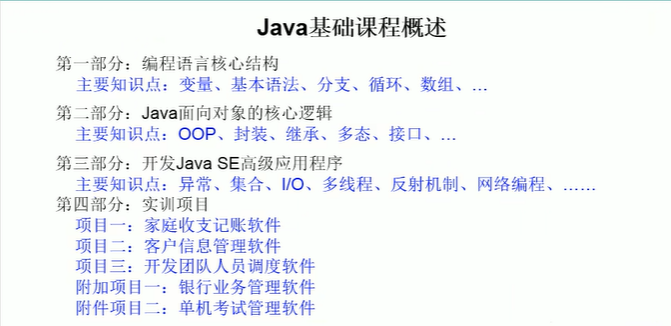 Java基础课程概述
第一部分：编程语言核心结构
主要知识点：变量、基本语法、分支、循环、数组、…
第二部分：Java面向对象的核心逻辑
主要知识点：OOP、封装、继承、多态、接口、…
第三部分：开发Java SE高级应用程序
主要知识点：异常、集合、I/O、多线程、反射机制、网络编程、……
第四部分：实训项目
项目一：家庭收支记账软件
项目二：客户信息管理软件
项目三：开发团队人员调度软件
附加项目一：银行业务管理软件
附件项目二：单机考试管理软件